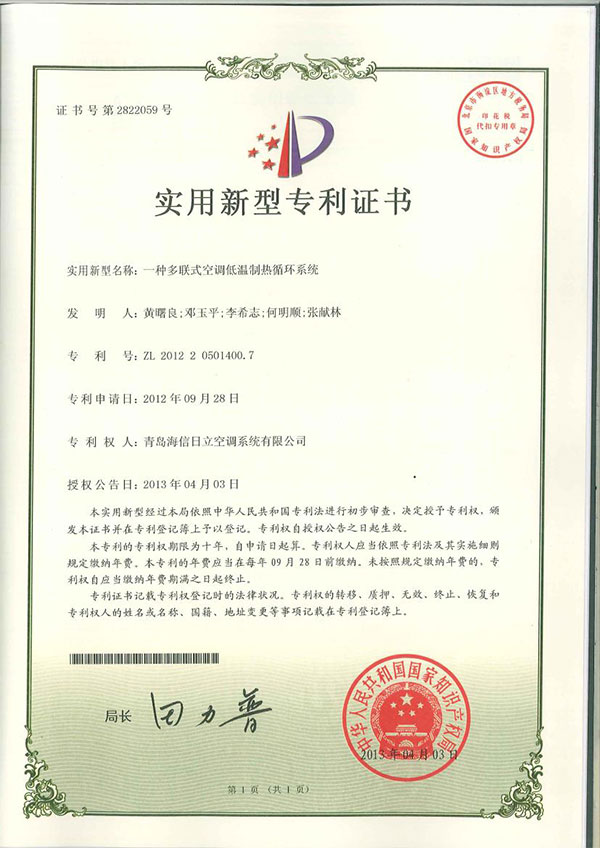 证书号第2822059号
北京市海淀区地方税务局
印花税
代扣专用章
国家知识产权局
实用新型专利证书
实用新型名称：一种多联式空调低温制热循环系统
发明人：黄曙良;邓玉平;李希志;何明顺;张献林
专利号：ZL 2012 2 0501400.7
专利申请日：2012年09月28日
专利权人：青岛海信日立空调系统有限公司
授权公告日：2013年04月03日
本实用新型经过本局依照中华人民共和国专利法进行初步审查，决定授予专利权，颁
发本证书并在专利登记簿上予以登记。专利权自授权公告之日起生效。
本专利的专利权期限为十年，自申请日起算。专利权人应当依照专利法及其实施细则
规定缴纳年费。本专利的年费应当在每年09月28日前缴纳。未按照规定缴纳年费的，专
利权自应当缴纳年费期满之日起终止。
专利证书记载专利权登记时的法律状况。专利权的转移、质押、无效、终止、恢复和
专利权人的姓名或名称、国籍、地址变更等事项记载在专利登记簿上。
局长 田力普
中华人民共和国国家知识产权局
2013年04月03日
第1页（共1页）